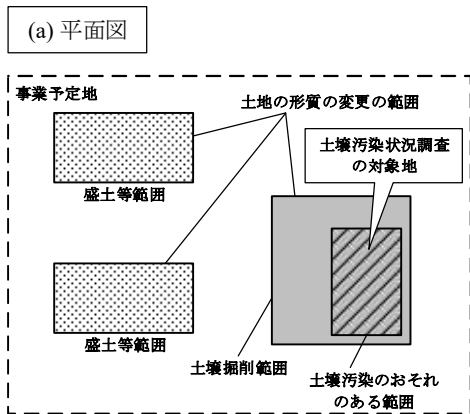 (a) 平面図
事業予定地
土地の形質の変更の範囲
土壌汚染状況調査
の対象地
盛土等範囲
盛土等範囲
土壌掘削範囲
土壌汚染のおそれ
のある範囲